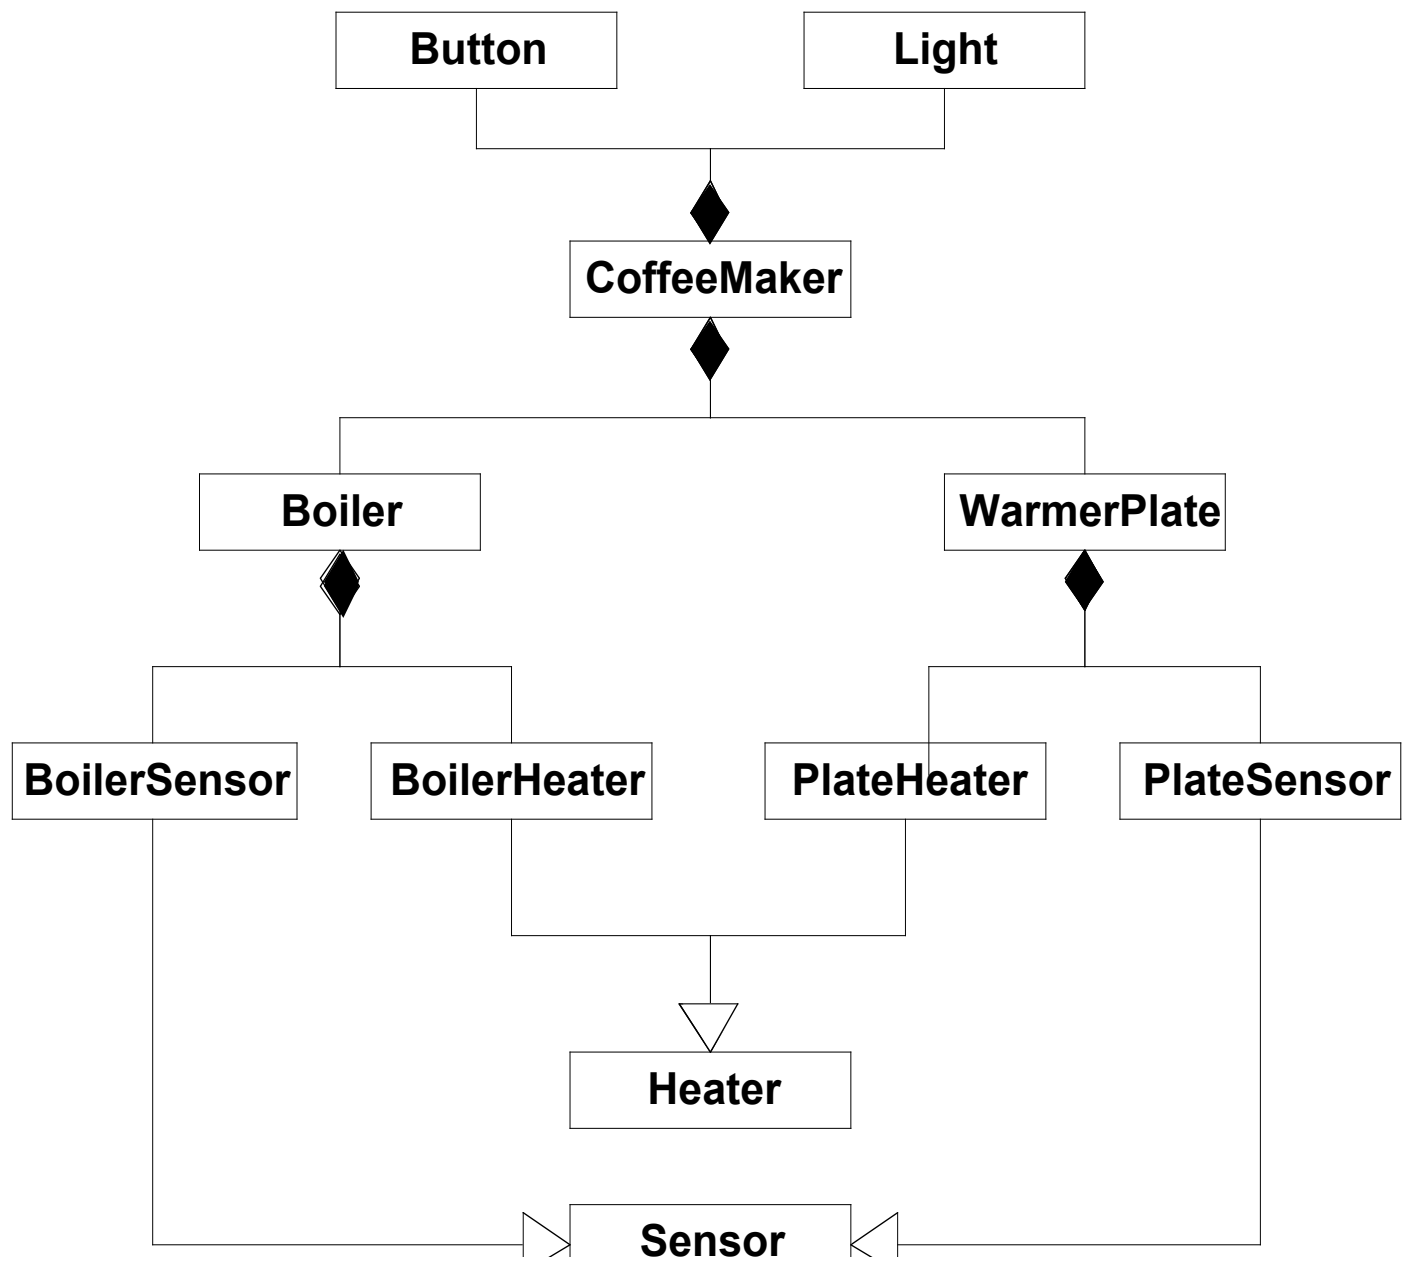 Button
Light
CoffeeMaker
Boiler
WarmerPlate
BoilerSensor
BoilerHeater
PlateHeater
PlateSensor
Heater
Sensor